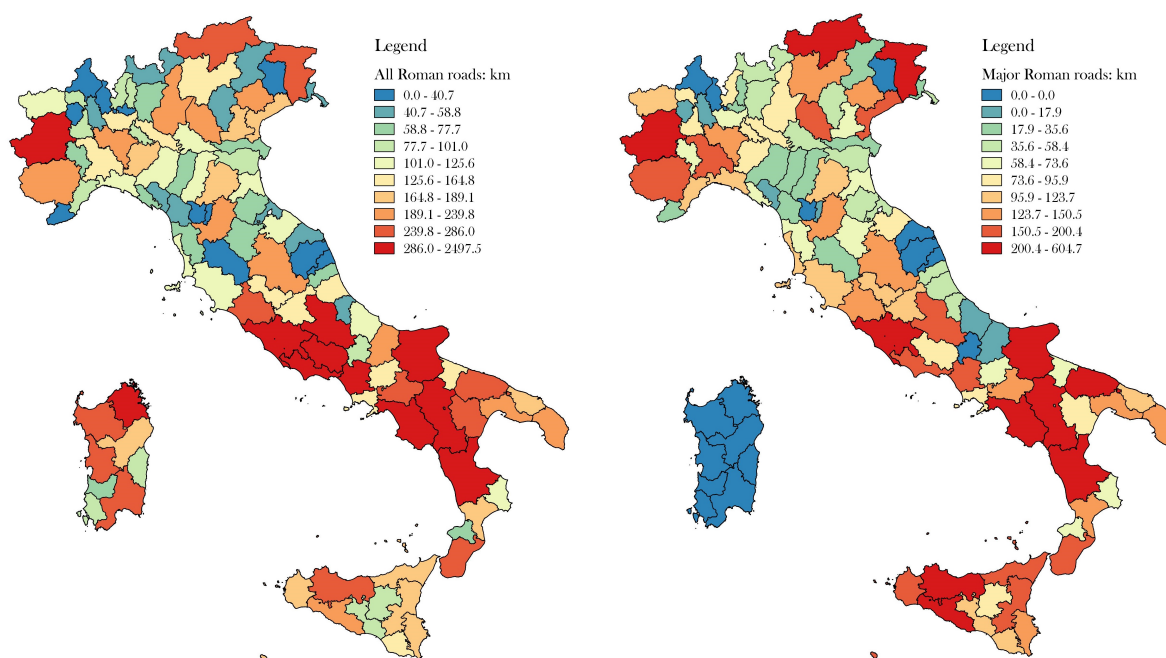 Legend
All Roman roads: km
0.0 - 40.7
40.7 - 58.8
58.8 - 77.7
77.7 - 101.0
101.0 - 125.6
125.6 - 164.8
164.8 - 189.1
189.1 - 239.8
239.8 - 286.0
286.0 - 2497.5
Legend
Major Roman roads: km
0.0 - 0.0
0.0 - 17.9
17.9 - 35.6
35.6 - 58.4
58.4 - 73.6
73.6 - 95.9
95.9 - 123.7
123.7 - 150.5
150.5 - 200.4
200.4 - 604.7